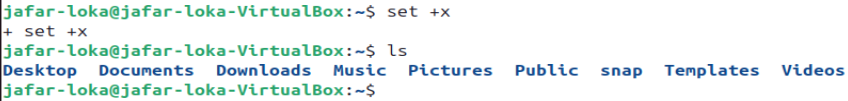 jafar-loka@jafar-loka-VirtualBox:~$ set +x
+ set +x
jafar-loka@jafar-loka-VirtualBox:~$ ls
Desktop  Documents  Downloads  Music  Pictures  Public  snap  Templates  Videos
jafar-loka@jafar-loka-VirtualBox:~$